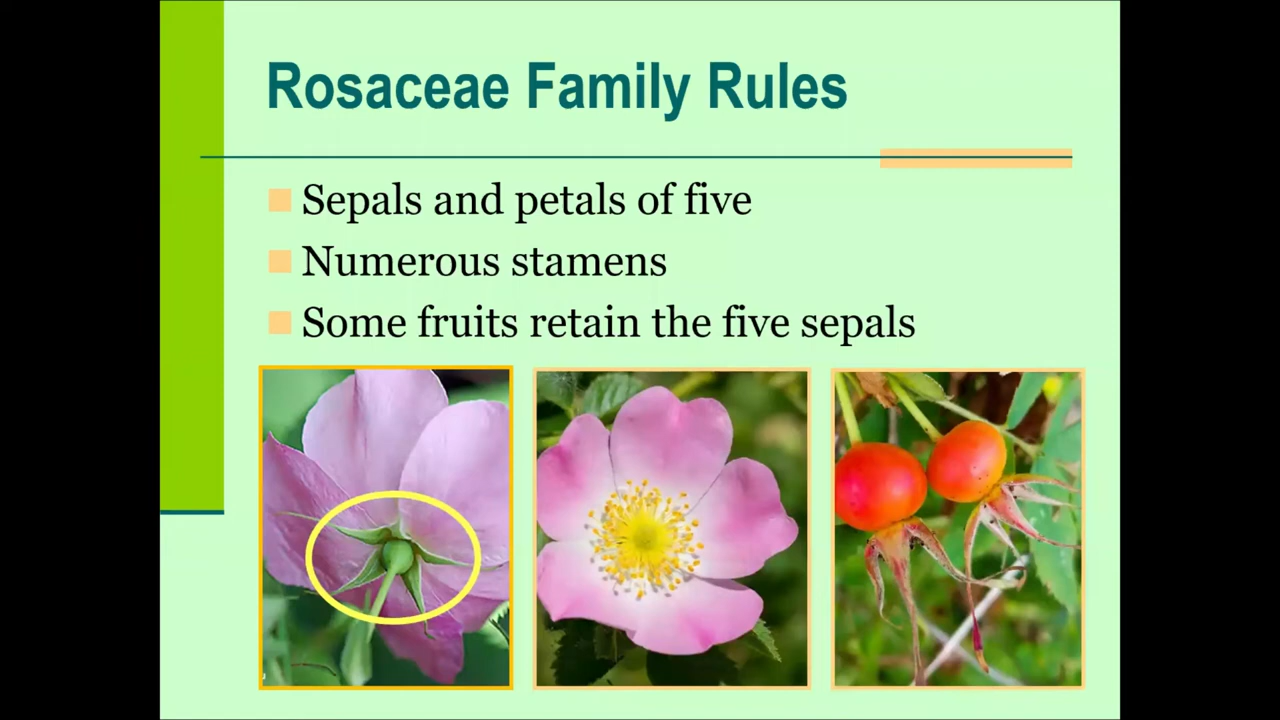 Rosaceae Family Rules
Sepals and petals of five
Numerous stamens
Some fruits retain the five sepals